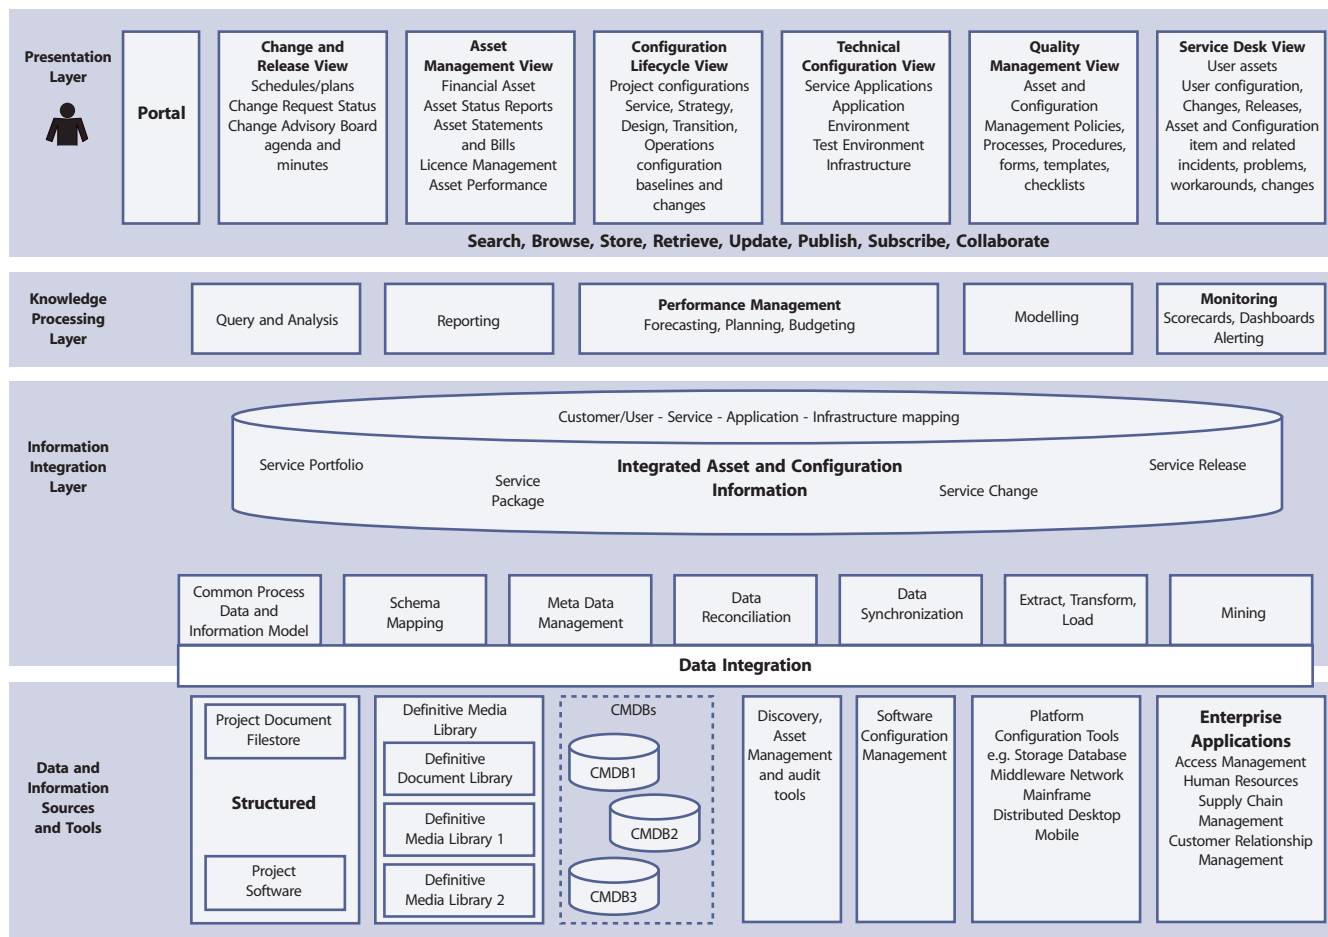 Presentation
Layer
Portal
Change and
Release View
Schedules/plans
Change Request Status
Change Advisory Board
agenda and
minutes
Asset
Management View
Financial Asset
Asset Status Reports
Asset Statements
and Bills
Licence Management
Asset Performance
Configuration
Lifecycle View
Project configurations
Service, Strategy,
Design, Transition,
Operations
configuration
baselines and
changes
Technical
Configuration View
Service Applications
Application
Environment
Test Environment
Infrastructure
Quality
Management View
Asset and
Configuration
Management Policies,
Processes, Procedures,
forms, templates,
checklists
Service Desk View
User assets
User configuration,
Changes, Releases,
Asset and Configuration
item and related
incidents, problems,
workarounds, changes
Search, Browse, Store, Retrieve, Update, Publish, Subscribe, Collaborate
Knowledge
Processing
Layer
Query and Analysis
Reporting
Performance Management
Forecasting, Planning, Budgeting
Modelling
Monitoring
Scorecards, Dashboards
Alerting
Information
Integration
Layer
Customer/User - Service - Application - Infrastructure mapping
Service Portfolio
Service
Package
Integrated Asset and Configuration
Information
Service Change
Service Release
Common Process
Data and
Information Model
Schema
Mapping
Meta Data
Management
Data
Reconciliation
Data
Synchronization
Extract, Transform,
Load
Mining
Data Integration
Data and
Information
Sources
and Tools
Project Document
Filestore
Structured
Project
Software
Definitive Media
Library
Definitive
Document Library
Definitive
Media Library 1
Definitive
Media Library 2
CMDBs
CMDB1
CMDB2
CMDB3
Discovery,
Asset
Management
and audit
tools
Software
Configuration
Management
Platform
Configuration Tools
e.g. Storage Database
Middleware Network
Mainframe
Distributed Desktop
Mobile
Enterprise
Applications
Access Management
Human Resources
Supply Chain
Management
Customer Relationship
Management